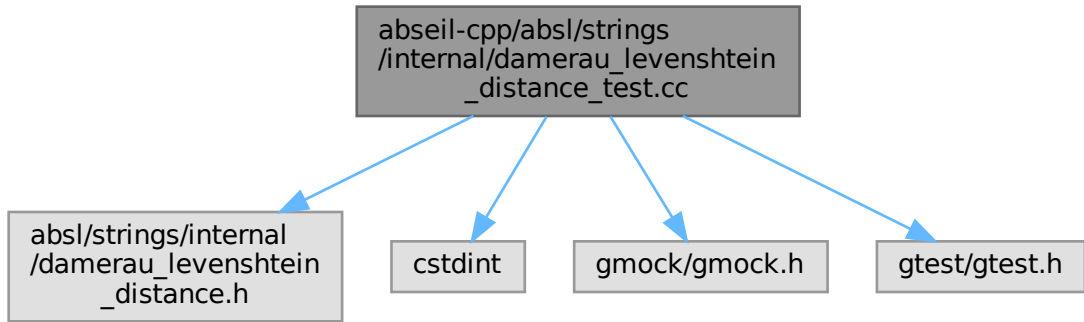 abseil-cpp/absl/strings
/internal/damerau_levenshtein
_distance_test.cc
absl/strings/internal
/damerau_levenshtein
_distance.h
cstdint
gmock/gmock.h
gtest/gtest.h